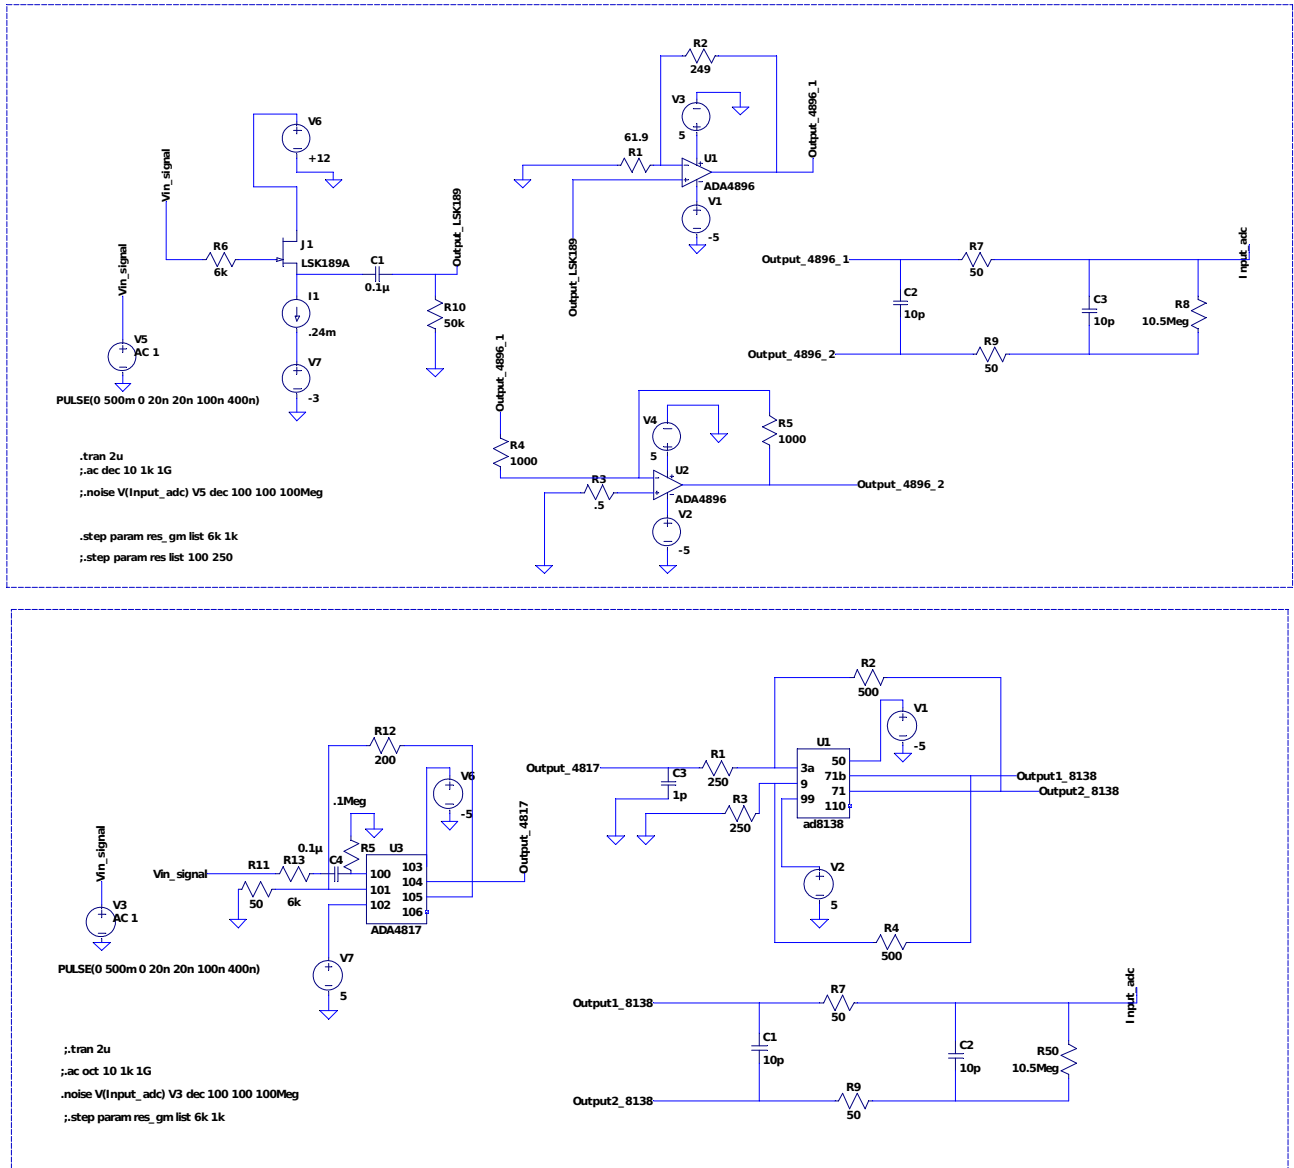 R2
249
Output_4896_1
V3
5
V6
+12
61.9
R1
U1
ADA4896
Vin_signal
V1
-5
Output_LSK189
J1
LSK189A
R6
6k
C1
0.1µ
Vin_signal
I1
.24m
R10
50k
Output_LSK189
Output_4896_1
R7
50
Input_adc
C2
10p
C3
10p
R8
10.5Meg
V5
AC 1
V7
-3
Output_4896_2
R9
50
PULSE(0 500m 0 20n 20n 100n 400n)
Output_4896_1
V4
5
R5
1000
R4
1000
.tran 2u
;.ac dec 10 1k 1G
R3
.5
U2
ADA4896
Output_4896_2
;.noise V(Input_adc) V5 dec 100 100 100Meg
V2
-5
.step param res_gm list 6k 1k
;.step param res list 100 250
R2
500
V1
-5
R12
200
U1
Output_4817
R1
250
3a
9
99
50
71b
71
110
ad8138
Output1_8138
Output2_8138
C3
1p
V6
-5
R3
250
.1Meg
Output_4817
Vin_signal
0.1µ
R5
U3
Vin_signal
R11
50
R13
6k
C4
100
101
102
103
104
105
106
ADA4817
V2
5
V3
AC 1
R4
500
PULSE(0 500m 0 20n 20n 100n 400n)
V7
5
Output1_8138
R7
50
Input_adc
C1
10p
C2
10p
R50
10.5Meg
;.tran 2u
;.ac oct 10 1k 1G
.noise V(Input_adc) V3 dec 100 100 100Meg
Output2_8138
R9
50
;.step param res_gm list 6k 1k